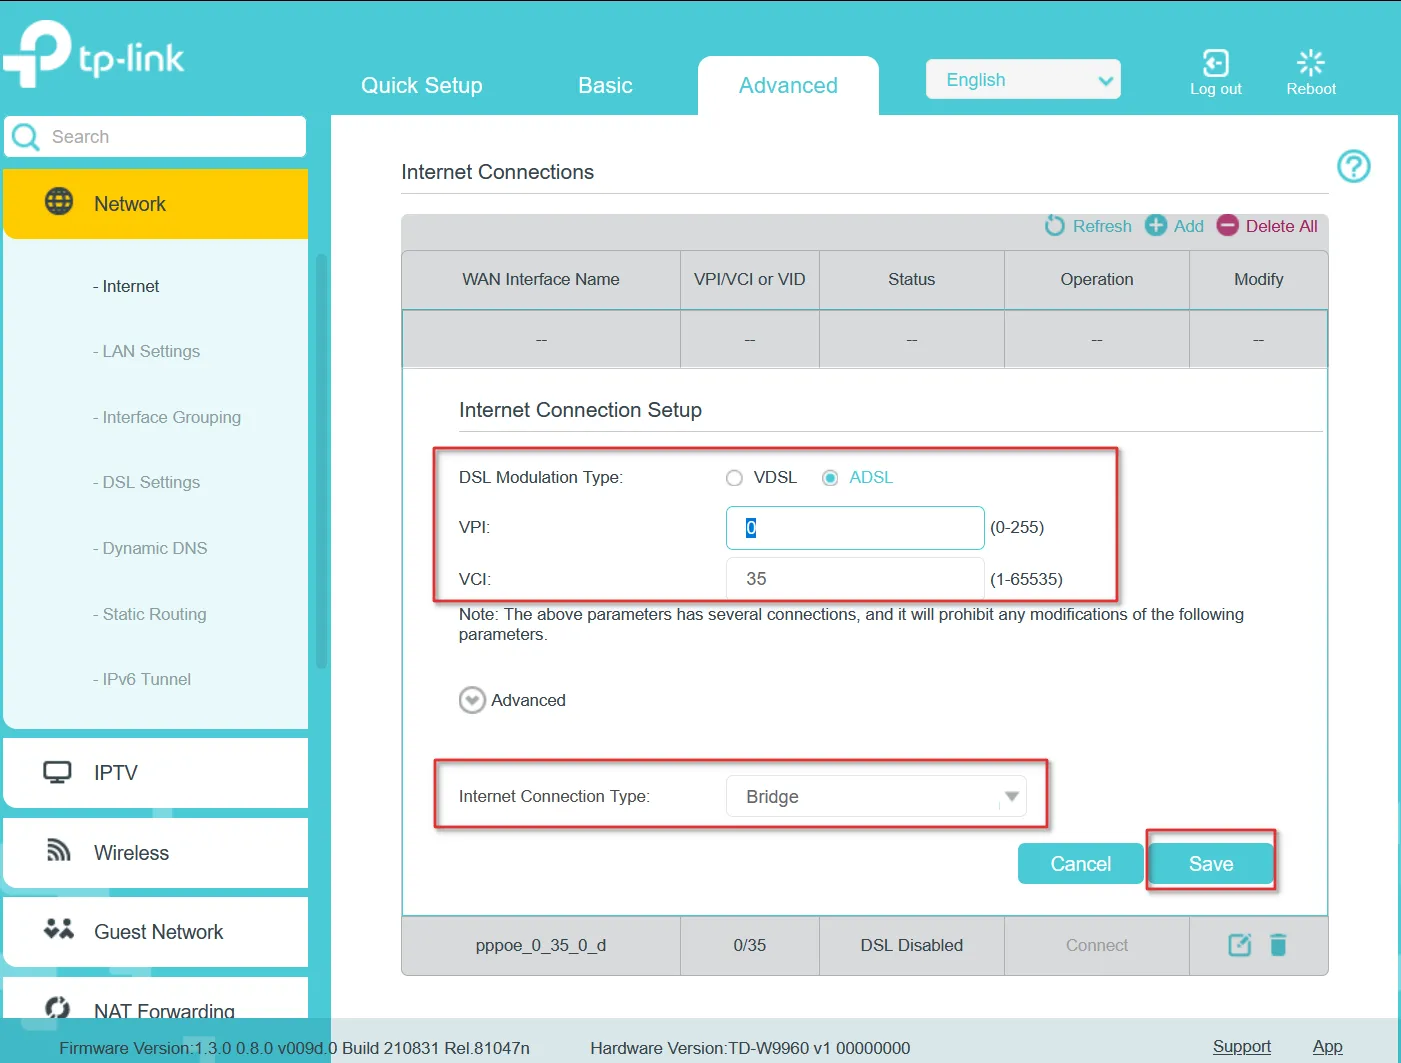 tp-link
Quick Setup
Basic
Advanced
English
Log out
Reboot
Search
Network
- Internet
- LAN Settings
- Interface Grouping
- DSL Settings
- Dynamic DNS
- Static Routing
- IPv6 Tunnel
IPTV
Wireless
Guest Network
NAT Forwarding
Internet Connections
Refresh Add Delete All
WAN Interface Name VPI/VCI or VID Status Operation Modify
-- -- -- -- --
Internet Connection Setup
DSL Modulation Type: VDSL ADSL
VPI: 0 (0-255)
VCI: 35 (1-65535)
Note: The above parameters has several connections, and it will prohibit any modifications of the following
parameters.
Advanced
Internet Connection Type: Bridge
Cancel Save
pppoe_0_35_0_d 0/35 DSL Disabled Connect
Firmware Version:1.3.0 0.8.0 v009d.0 Build 210831 Rel.81047n Hardware Version:TD-W9960 v1 00000000 Support App